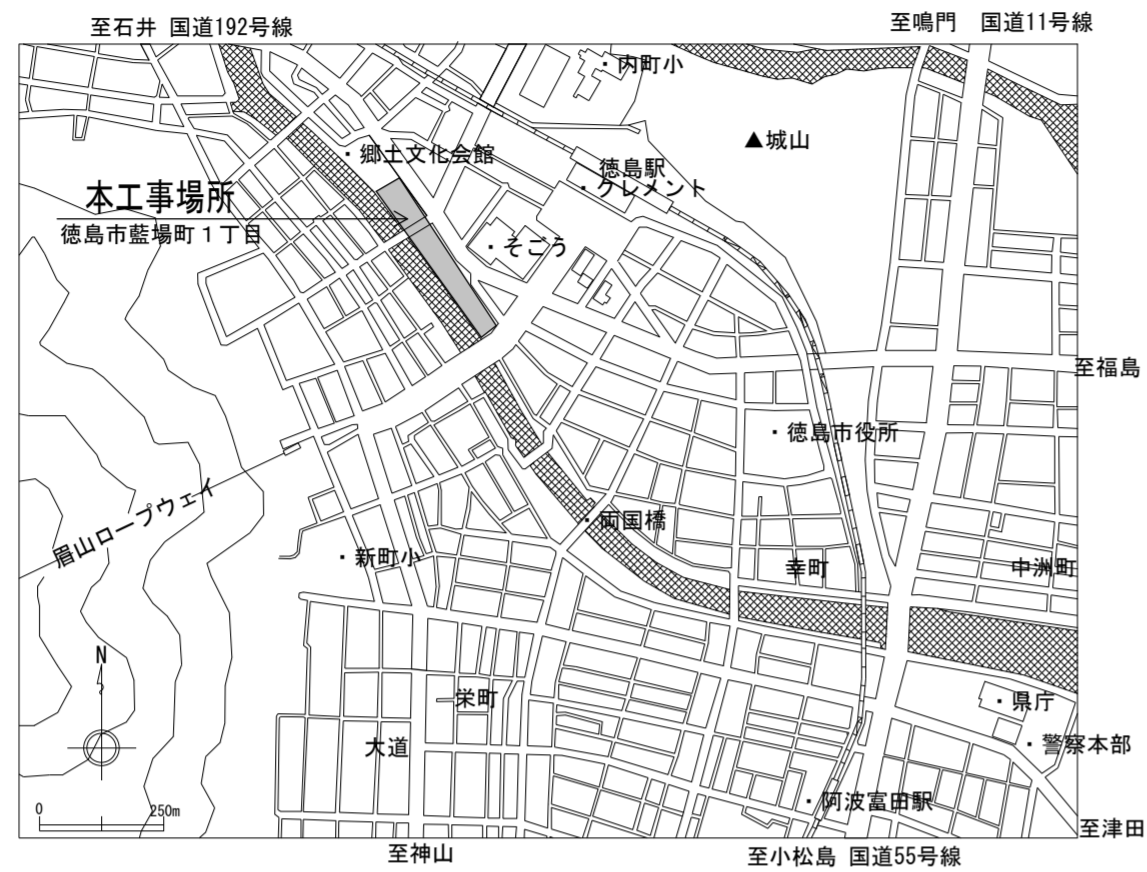 至石井 国道192号線
至鳴門 国道11号線
・内町小
▲城山
・郷土文化会館
徳島駅
・クレメント
本工事場所
徳島市藍場町1丁目
・そごう
至福島
・徳島市役所
眉山ロープウェイ
・両国橋
・新町小
幸町
中洲町
N
栄町
・県庁
大道
・警察本部
・阿波富田駅
0
250m
至津田
至神山
至小松島 国道55号線